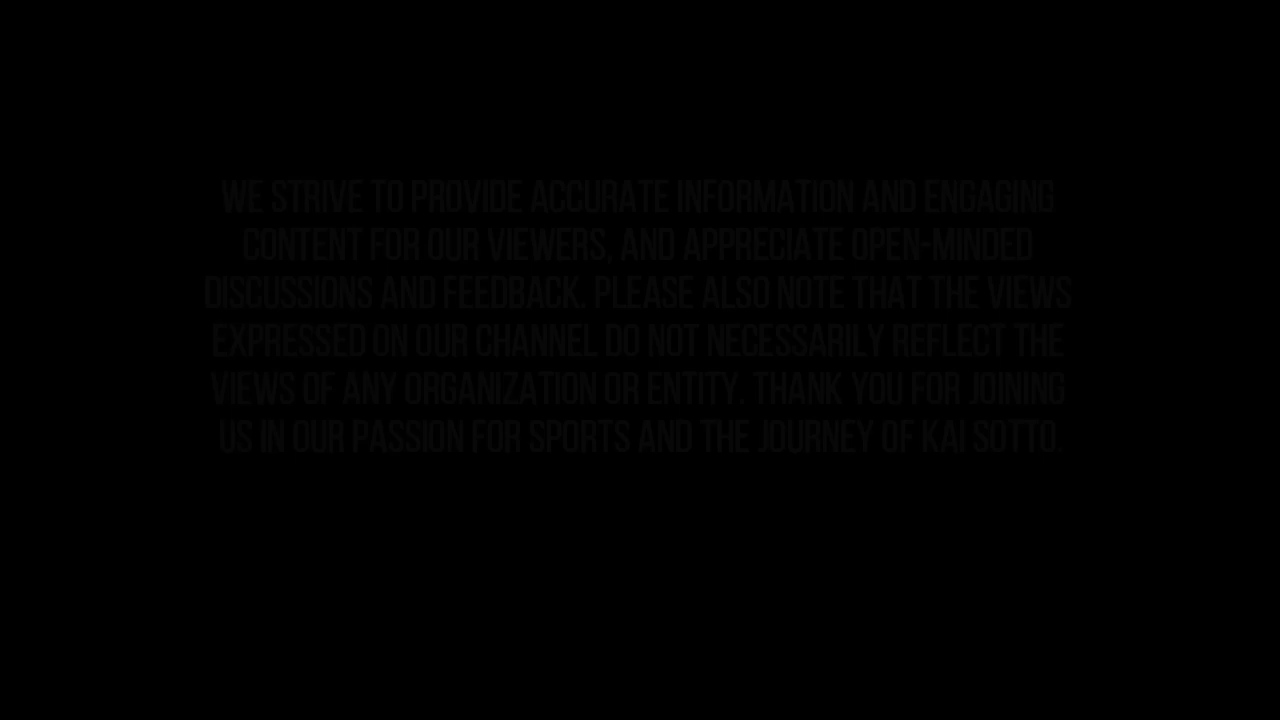 WE STRIVE TO PROVIDE ACCURATE INFORMATION AND ENGAGING
CONTENT FOR OUR VIEWERS, AND APPRECIATE OPEN-MINDED
DISCUSSIONS AND FEEDBACK. PLEASE ALSO NOTE THAT THE VIEWS
EXPRESSED ON OUR CHANNEL DO NOT NECESSARILY REFLECT THE
VIEWS OF ANY ORGANIZATION OR ENTITY. THANK YOU FOR JOINING
US IN OUR PASSION FOR SPORTS AND THE JOURNEY OF KAI SOTTO.